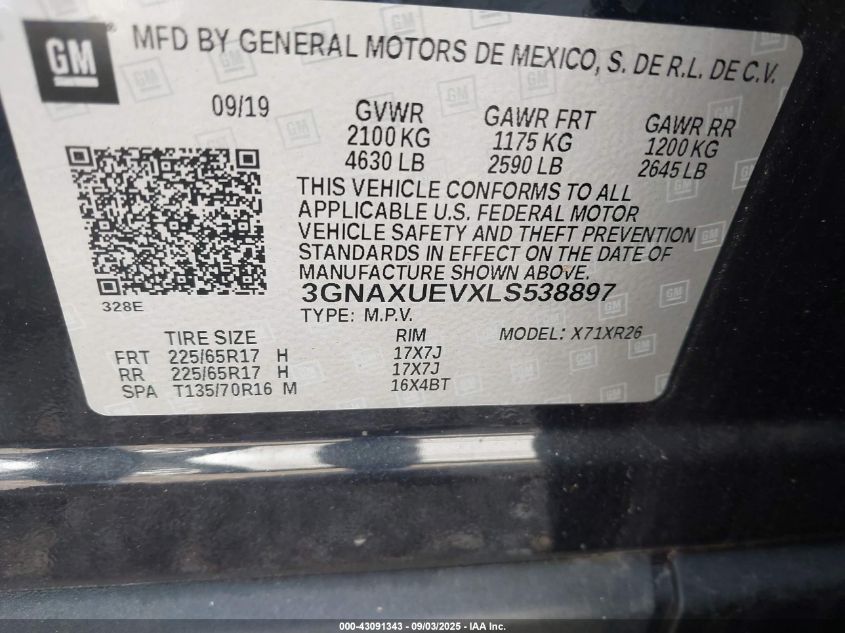 GM
MFD BY GENERAL MOTORS DE MEXICO, S. DE R.L. DE C.V.
09/19
GVWR GAWR FRT GAWR RR
2100 KG 1175 KG 1200 KG
4630 LB 2590 LB 2645 LB
THIS VEHICLE CONFORMS TO ALL
APPLICABLE U.S. FEDERAL MOTOR
VEHICLE SAFETY AND THEFT PREVENTION
STANDARDS IN EFFECT ON THE DATE OF
MANUFACTURE SHOWN ABOVE.
328E
3GNAXUEVXLS538897
TYPE: M.P.V. MODEL: X71XR26
TIRE SIZE RIM
FRT 225/65R17 H 17X7J
RR 225/65R17 H 17X7J
SPA T135/70R16 M 16X4BT
000-43091343 - 09/03/2025 - IAA Inc.